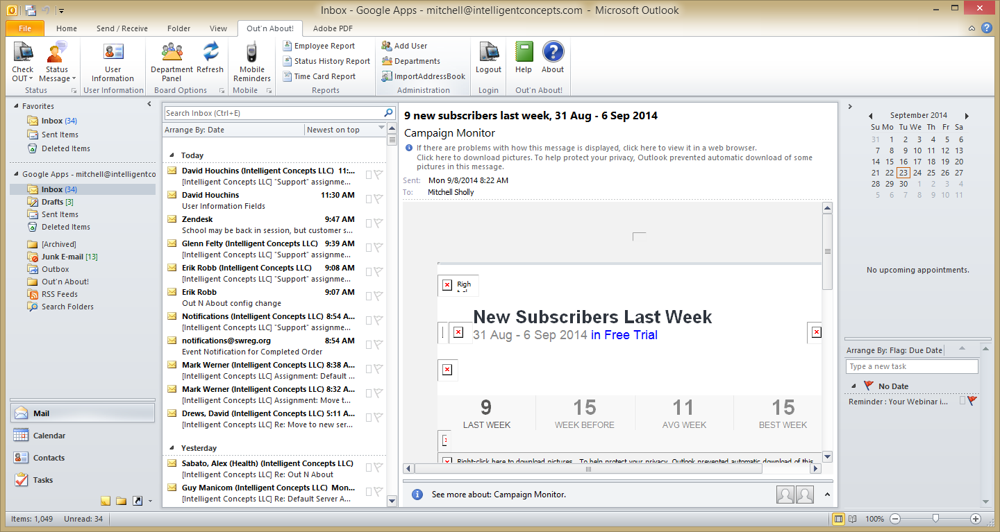 Inbox - Google Apps - mitchell@intelligentconcepts.com - Microsoft Outlook
File Home Send / Receive Folder View Out'n About! Adobe PDF
Check OUT
Status Message
Status
User Information
User Information
Department Panel
Refresh
Board Options
Mobile Reminders
Mobile
Employee Report
Status History Report
Time Card Report
Reports
Add User
Departments
ImportAddressBook
Administration
Logout
Login
Help
About
Out'n About!
Favorites
Inbox (34)
Sent Items
Deleted Items
Google Apps - mitchell@intelligentco
Inbox (34)
Drafts [3]
Sent Items
Deleted Items
[Archived]
Junk E-mail [13]
Outbox
Out'n About!
RSS Feeds
Search Folders
Mail
Calendar
Contacts
Tasks
Search Inbox (Ctrl+E)
Arrange By: Date Newest on top
Today
David Houchins (Intelligent Concepts LLC) 11:...
[Intelligent Concepts LLC] "Support" assignme...
David Houchins 11:30 AM
User Information Fields
Zendesk 9:47 AM
School may be back in session, but customer s...
Glenn Felty (Intelligent Concepts LLC) 9:39 AM
[Intelligent Concepts LLC] "Support" assignme...
Erik Robb (Intelligent Concepts LLC) 9:08 AM
[Intelligent Concepts LLC] "Support" assignme...
Erik Robb 9:07 AM
Out N About config change
Notifications (Intelligent Concepts LLC) 8:54 A...
[Intelligent Concepts LLC] "Support" assignme...
notifications@swreg.org 8:54 AM
Event Notification for Completed Order
Mark Werner (Intelligent Concepts LLC) 8:38 A...
[Intelligent Concepts LLC] Assignment: Default ...
Mark Werner (Intelligent Concepts LLC) 8:32 A...
[Intelligent Concepts LLC] Assignment: Move t...
Drews, David (Intelligent Concepts LLC) 5:11 A...
[Intelligent Concepts LLC] Re: Move to new ser...
Yesterday
Sabato, Alex (Health) (Intelligent Concepts LLC)
[Intelligent Concepts LLC] Re: Out N About
Guy Manicom (Intelligent Concepts LLC) Mon...
[Intelligent Concepts LLC] Re: Default Server A...
9 new subscribers last week, 31 Aug - 6 Sep 2014
Campaign Monitor
If there are problems with how this message is displayed, click here to view it in a web browser.
Click here to download pictures. To help protect your privacy, Outlook prevented automatic download of some
pictures in this message.
Sent: Mon 9/8/2014 8:22 AM
To: Mitchell Sholly
Righ
New Subscribers Last Week
31 Aug - 6 Sep 2014 in Free Trial
9 15 11 15
LAST WEEK WEEK BEFORE AVG WEEK BEST WEEK
Right-click here to download pictures. To help protect your privacy, Outlook prevented automatic download of this
See more about: Campaign Monitor.
September 2014
Su Mo Tu We Th Fr Sa
31 1 2 3 4 5 6
7 8 9 10 11 12 13
14 15 16 17 18 19 20
21 22 23 24 25 26 27
28 29 30 1 2 3 4
5 6 7 8 9 10 11
No upcoming appointments.
Arrange By: Flag: Due Date
Type a new task
No Date
Reminder : Your Webinar i...
Items: 1,049 Unread: 34
100%